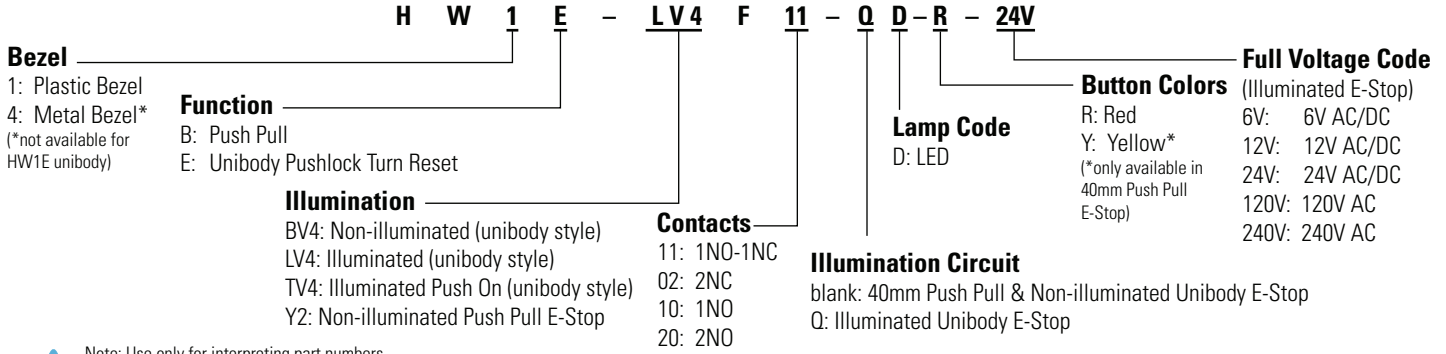 H W 1 E – LV4 F 11 – Q D – R – 24V
Bezel
1: Plastic Bezel
4: Metal Bezel*
(*not available for
HW1E unibody)
Function
B: Push Pull
E: Unibody Pushlock Turn Reset
Illumination
BV4: Non-illuminated (unibody style)
LV4: Illuminated (unibody style)
TV4: Illuminated Push On (unibody style)
Y2: Non-illuminated Push Pull E-Stop
Contacts
11: 1NO-1NC
02: 2NC
10: 1NO
20: 2NO
Illumination Circuit
blank: 40mm Push Pull & Non-illuminated Unibody E-Stop
Q: Illuminated Unibody E-Stop
Lamp Code
D: LED
Button Colors
R: Red
Y: Yellow*
(*only available in
40mm Push Pull
E-Stop)
Full Voltage Code
(Illuminated E-Stop)
6V: 6V AC/DC
12V: 12V AC/DC
24V: 24V AC/DC
120V: 120V AC
240V: 240V AC
Note: Use only for interpreting part numbers